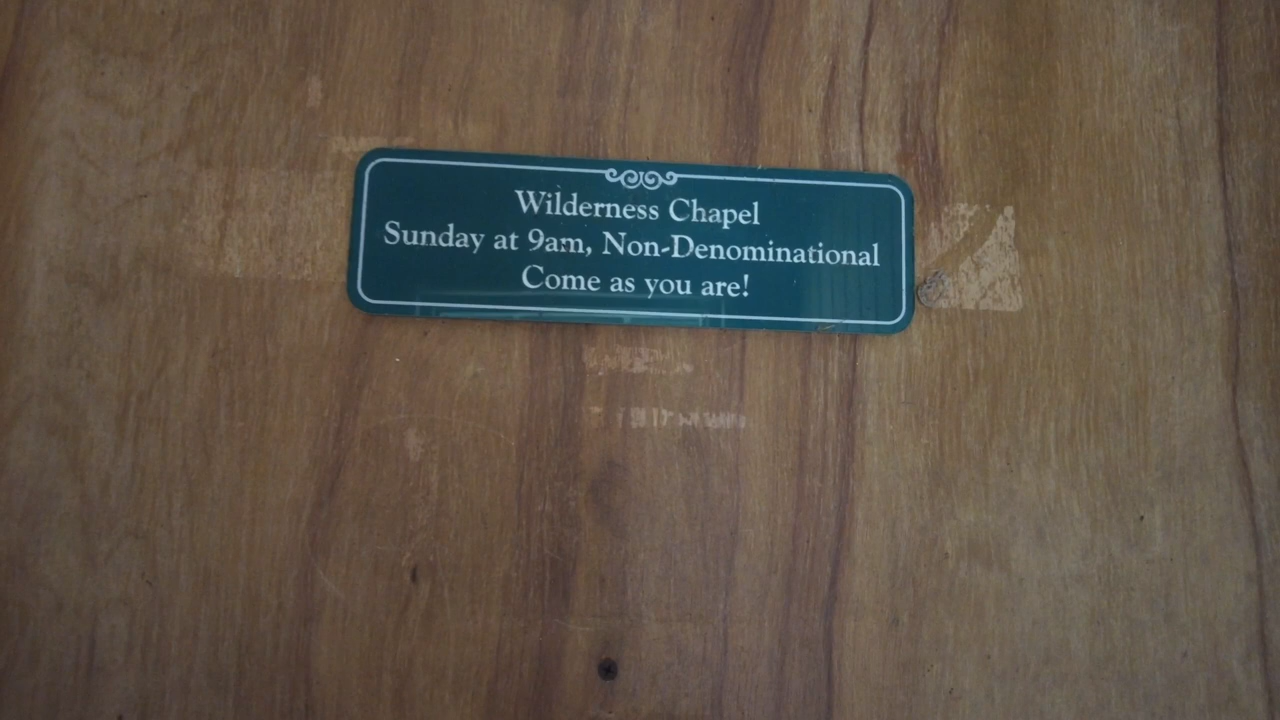 Wilderness Chapel
Sunday at 9am, Non-Denominational
Come as you are!